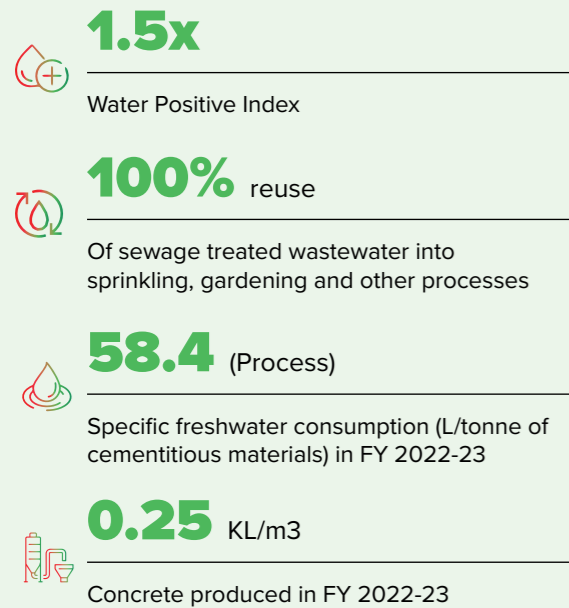 1.5x
Water Positive Index
100% reuse
Of sewage treated wastewater into
sprinkling, gardening and other processes
58.4 (Process)
Specific freshwater consumption (L/tonne of
cementitious materials) in FY 2022-23
0.25 KL/m3
Concrete produced in FY 2022-23